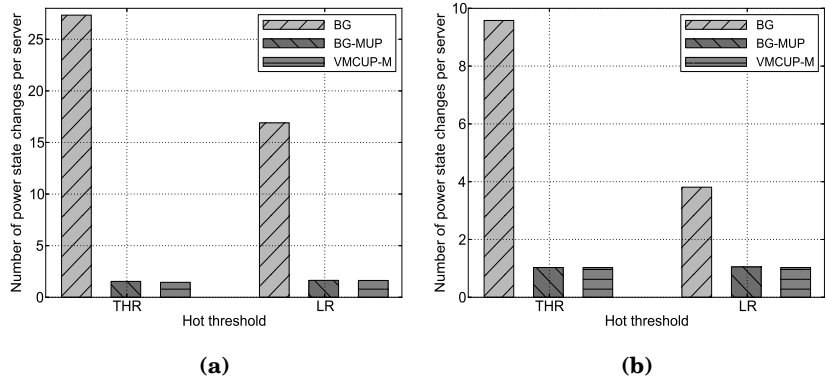 Number of power state changes per server
25
20
15
10
5
0
BG
BG-MUP
VMCUP-M
THR
LR
Hot threshold
(a)
Number of power state changes per server
10
8
6
4
2
0
BG
BG-MUP
VMCUP-M
THR
LR
Hot threshold
(b)